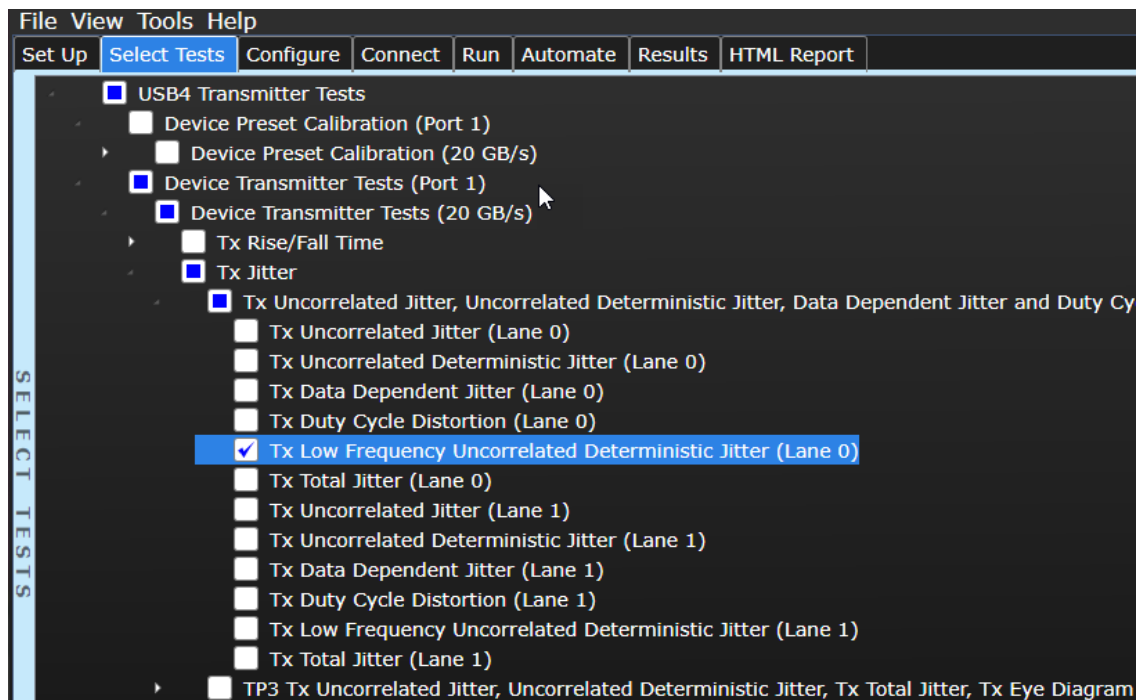 File View Tools Help
Set Up Select Tests Configure Connect Run Automate Results HTML Report
USB4 Transmitter Tests
Device Preset Calibration (Port 1)
Device Preset Calibration (20 GB/s)
Device Transmitter Tests (Port 1)
Device Transmitter Tests (20 GB/s)
Tx Rise/Fall Time
Tx Jitter
Tx Uncorrelated Jitter, Uncorrelated Deterministic Jitter, Data Dependent Jitter and Duty Cy
Tx Uncorrelated Jitter (Lane 0)
Tx Uncorrelated Deterministic Jitter (Lane 0)
Tx Data Dependent Jitter (Lane 0)
Tx Duty Cycle Distortion (Lane 0)
Tx Low Frequency Uncorrelated Deterministic Jitter (Lane 0)
Tx Total Jitter (Lane 0)
Tx Uncorrelated Jitter (Lane 1)
Tx Uncorrelated Deterministic Jitter (Lane 1)
Tx Data Dependent Jitter (Lane 1)
Tx Duty Cycle Distortion (Lane 1)
Tx Low Frequency Uncorrelated Deterministic Jitter (Lane 1)
Tx Total Jitter (Lane 1)
TP3 Tx Uncorrelated Jitter, Uncorrelated Deterministic Jitter, Tx Total Jitter, Tx Eye Diagram
SELECT TESTS